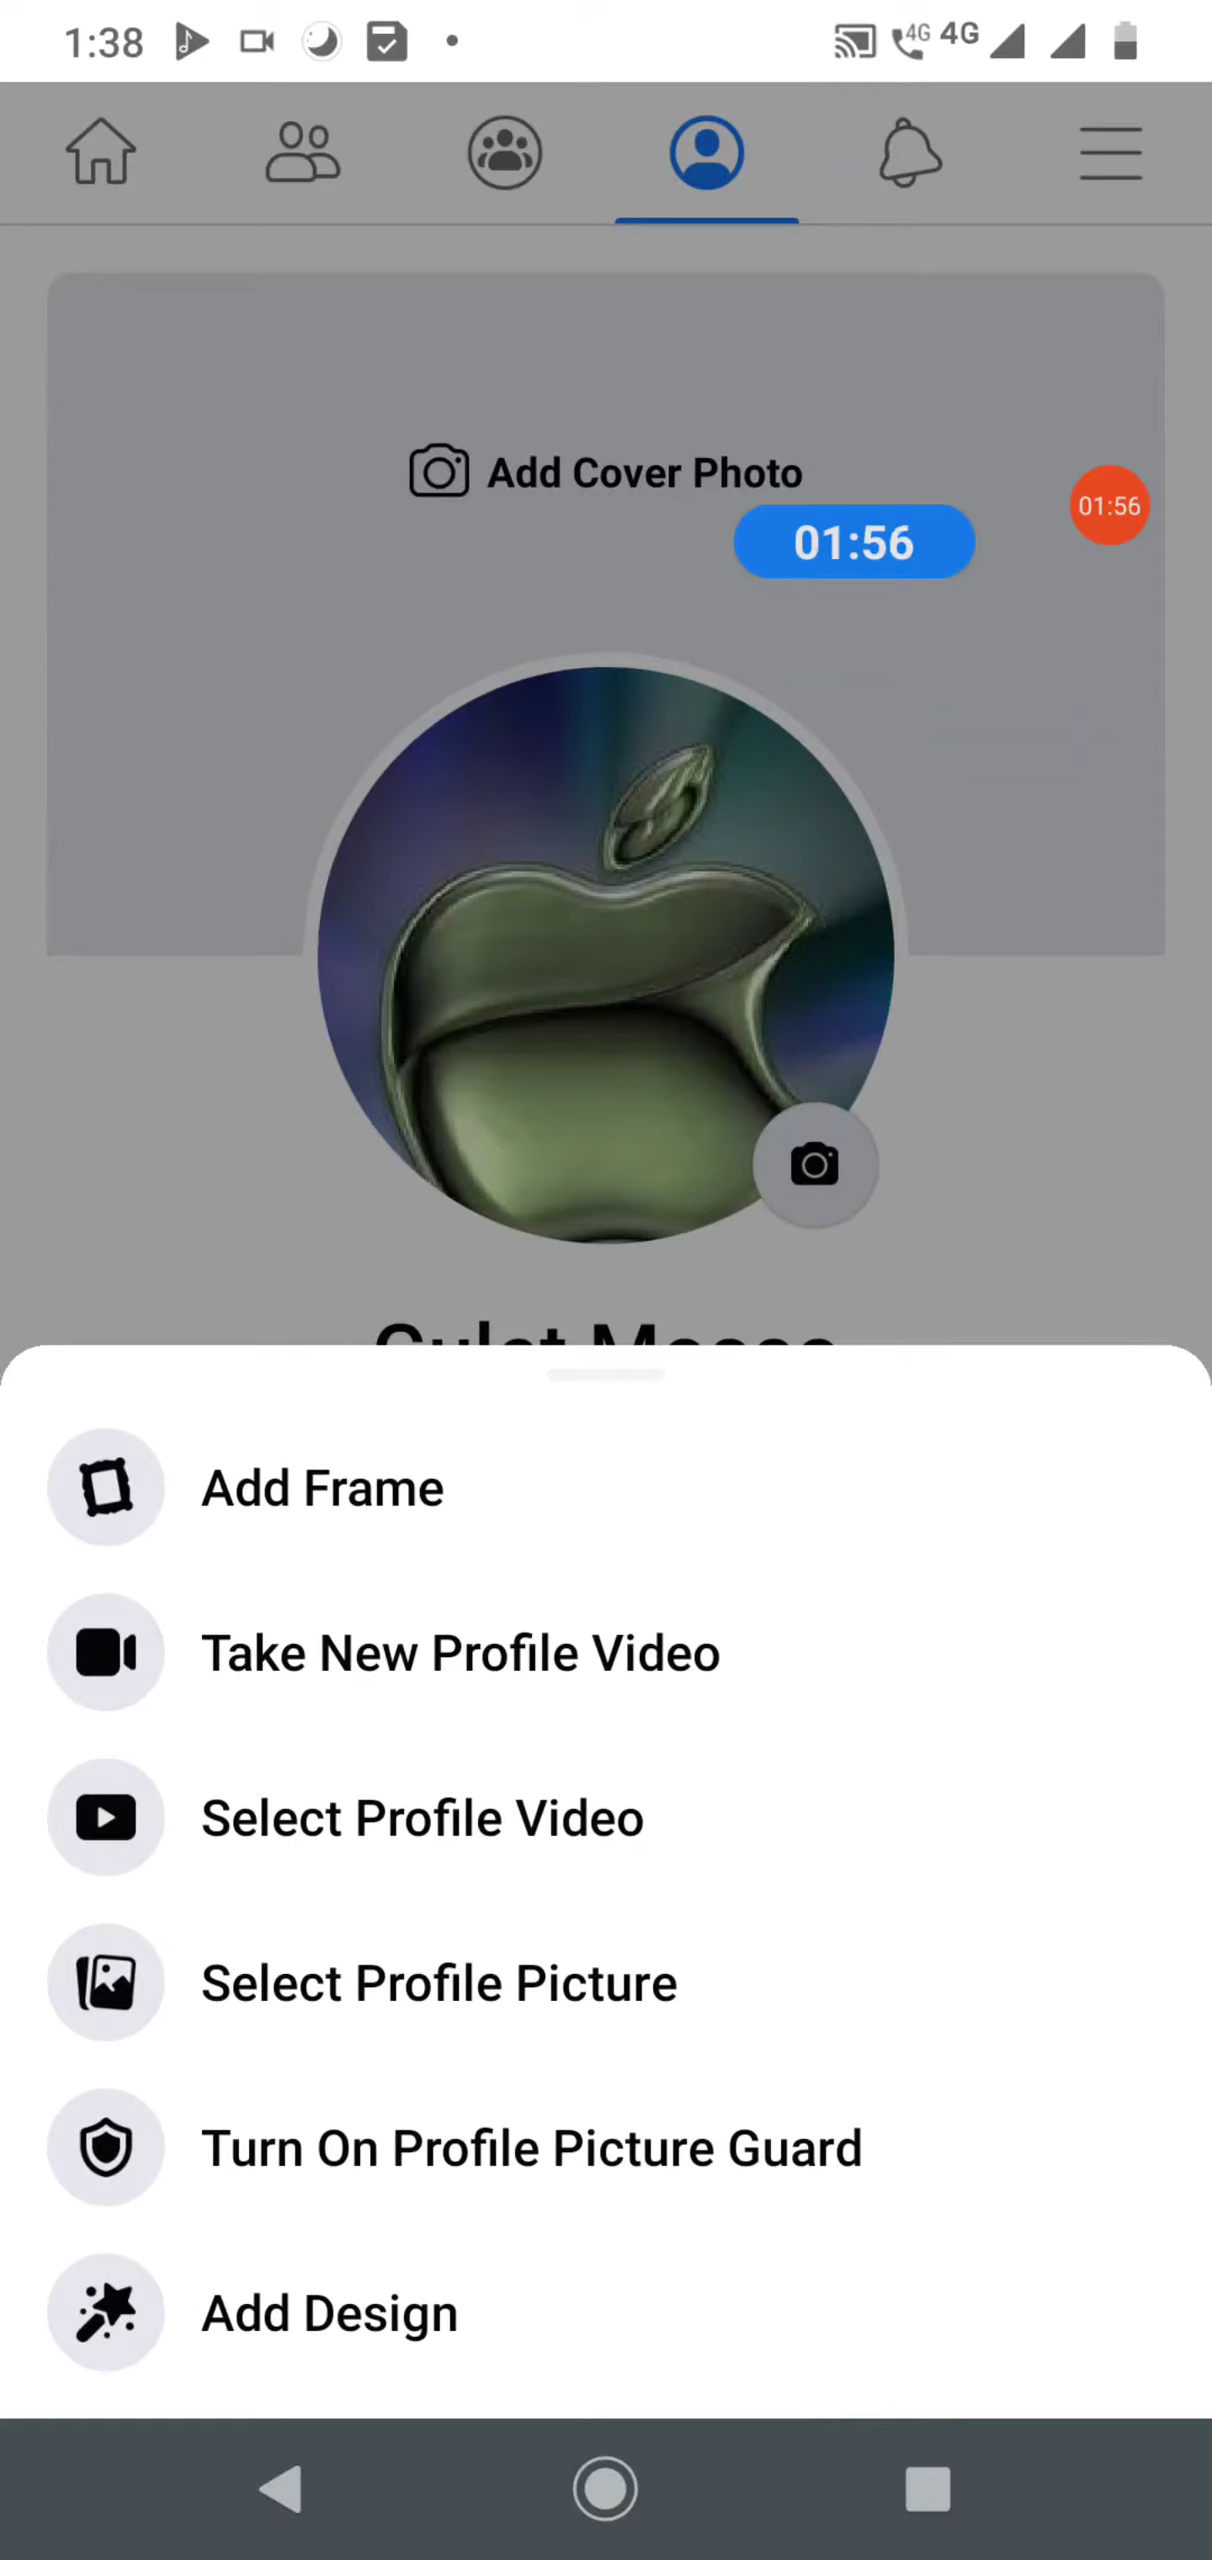 1:38
4G
4G
Add Cover Photo
01:56
01:56
Add Frame
Take New Profile Video
Select Profile Video
Select Profile Picture
Turn On Profile Picture Guard
Add Design